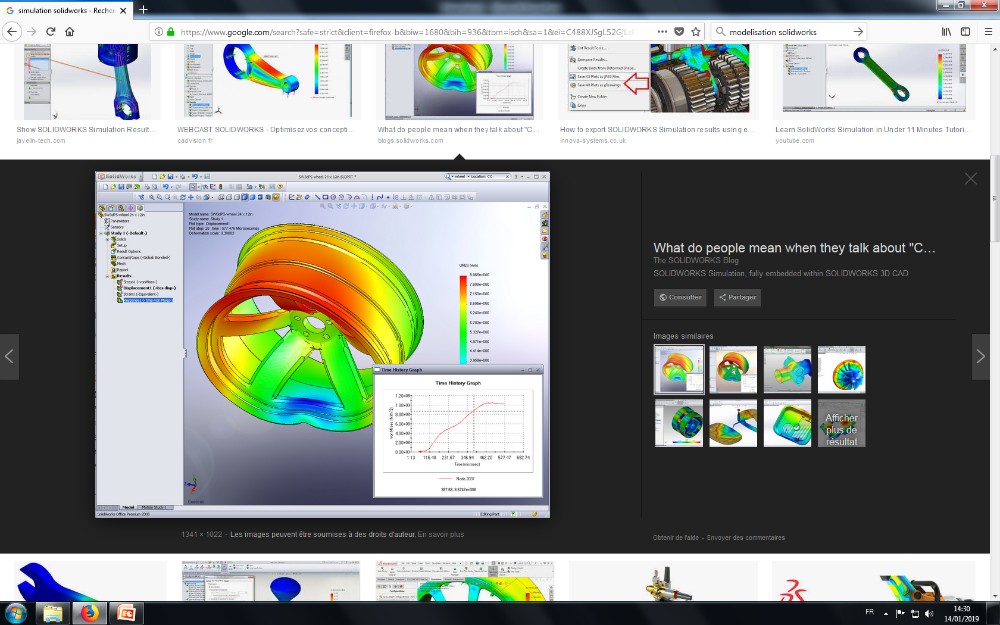 simulation solidworks - Recher
https://www.google.com/search?safe=strict&client=firefox-b&biw=1680&bih=936&tbm=isch&sa=1&ei=C488XJSgL52GjLsP
modelisation solidworks
List Result Force...
Compare Results...
Create Body from Deformed Shape...
Save All Plots as JPEG Files
Save All Plots as eDrawings
Create New Folder
Copy
Show SOLIDWORKS Simulation Result...
javelin-tech.com
WEBCAST SOLIDWORKS - Optimisez vos concepti...
cadvision.fr
What do people mean when they talk about "C...
blogs.solidworks.com
How to export SOLIDWORKS Simulation results using e...
innova-systems.co.uk
Learn SolidWorks Simulation in Under 11 Minutes Tutori...
youtube.com
SolidWorks
SW3dPS-wheel 24 x 12in.SLDPRT *
wheel
Location: CC
SW3dPS-wheel 24 x 12in
Parameters
Sensors
Study 1 (-Default-)
Solids
Setup
Result Options
Contact/Gaps (-Global: Bonded-)
Mesh
Report
Results
Stress1 (-vonMises-)
Displacement1 (-Res disp-)
Strain1 (-Equivalent-)
Response1 (-Time-von Mises-)
Model name: SW3dPS-wheel 24 x 12in
Study name: Study 1
Plot type: Displacement1
Plot step: 25 time : 577.476 Microseconds
Deformation scale: 9.30083
URES (mm)
8.065e+000
7.609e+000
7.153e+000
6.696e+000
6.240e+000
5.783e+000
5.327e+000
4.871e+000
4.414e+000
3.958e+000
Time History Graph
Time History Graph
von Mises (N/m^2)
1.20e+09
1.00e+09
8.00e+08
6.00e+08
4.00e+08
2.00e+08
0.00e+00
1.13 116.40 231.67 346.94 462.20 577.47 692.74
Time (microsec)
Node 2037
387.68, 8.6747e+008
Custom
Model
Motion Study 1
SolidWorks Office Premium 2008
Editing Part
1341 × 1022 - Les images peuvent être soumises à des droits d'auteur. En savoir plus
What do people mean when they talk about "C...
The SOLIDWORKS Blog
SOLIDWORKS Simulation, fully embedded within SOLIDWORKS 3D CAD
Consulter
Partager
Images similaires
Afficher
plus de
résultat
Obtenir de l'aide - Envoyer des commentaires
FR
14:30
14/01/2019